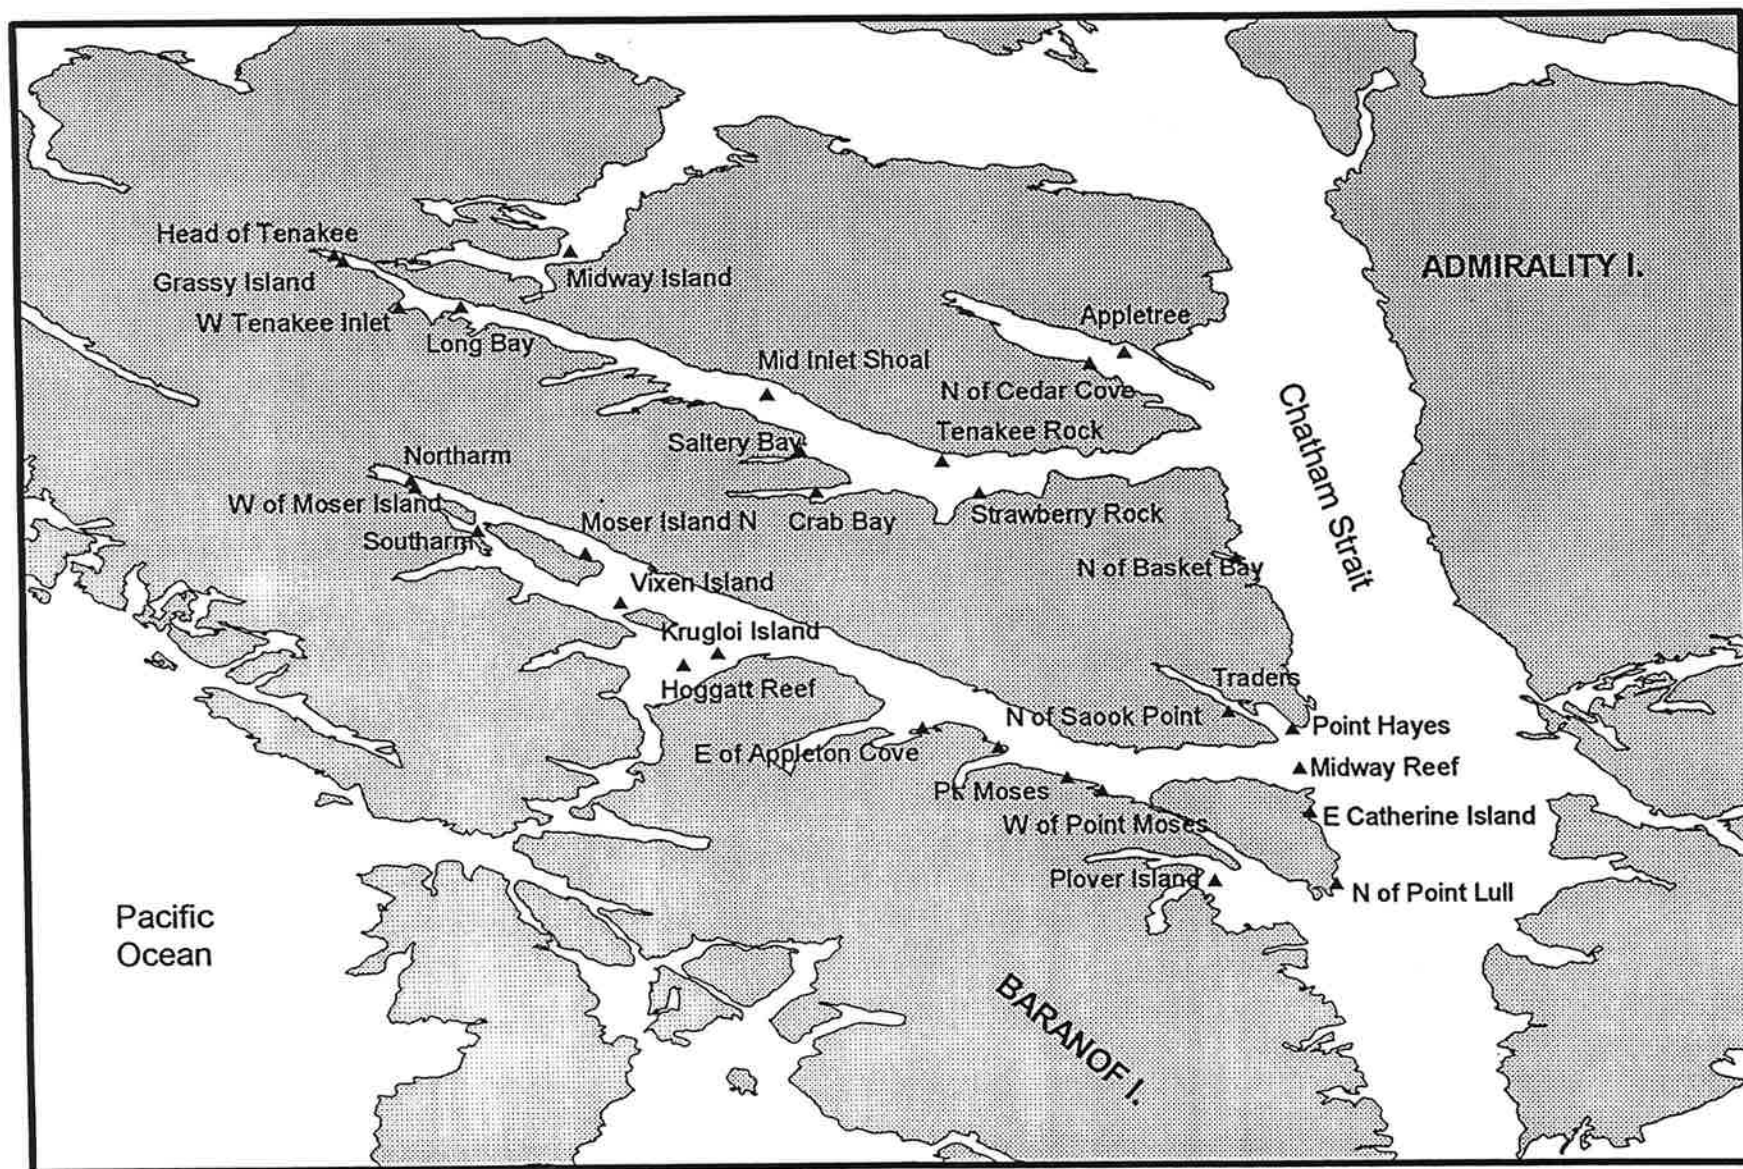 Head of Tenakee
Grassy Island
W Tenakee Inlet
Long Bay
Midway Island
ADMIRALITY I.
Appletree
Mid Inlet Shoal
N of Cedar Cove
Tenakee Rock
Saltery Bay
Chatham Strait
Northarm
W of Moser Island
Southarm
Moser Island N
Crab Bay
Strawberry Rock
N of Basket Bay
Vixen Island
Krugloi Island
Hoggatt Reef
Traders
N of Saook Point
Point Hayes
E of Appleton Cove
Midway Reef
Pt. Moses
E Catherine Island
W of Point Moses
Plover Island
N of Point Lull
Pacific
Ocean
BARANOF I.